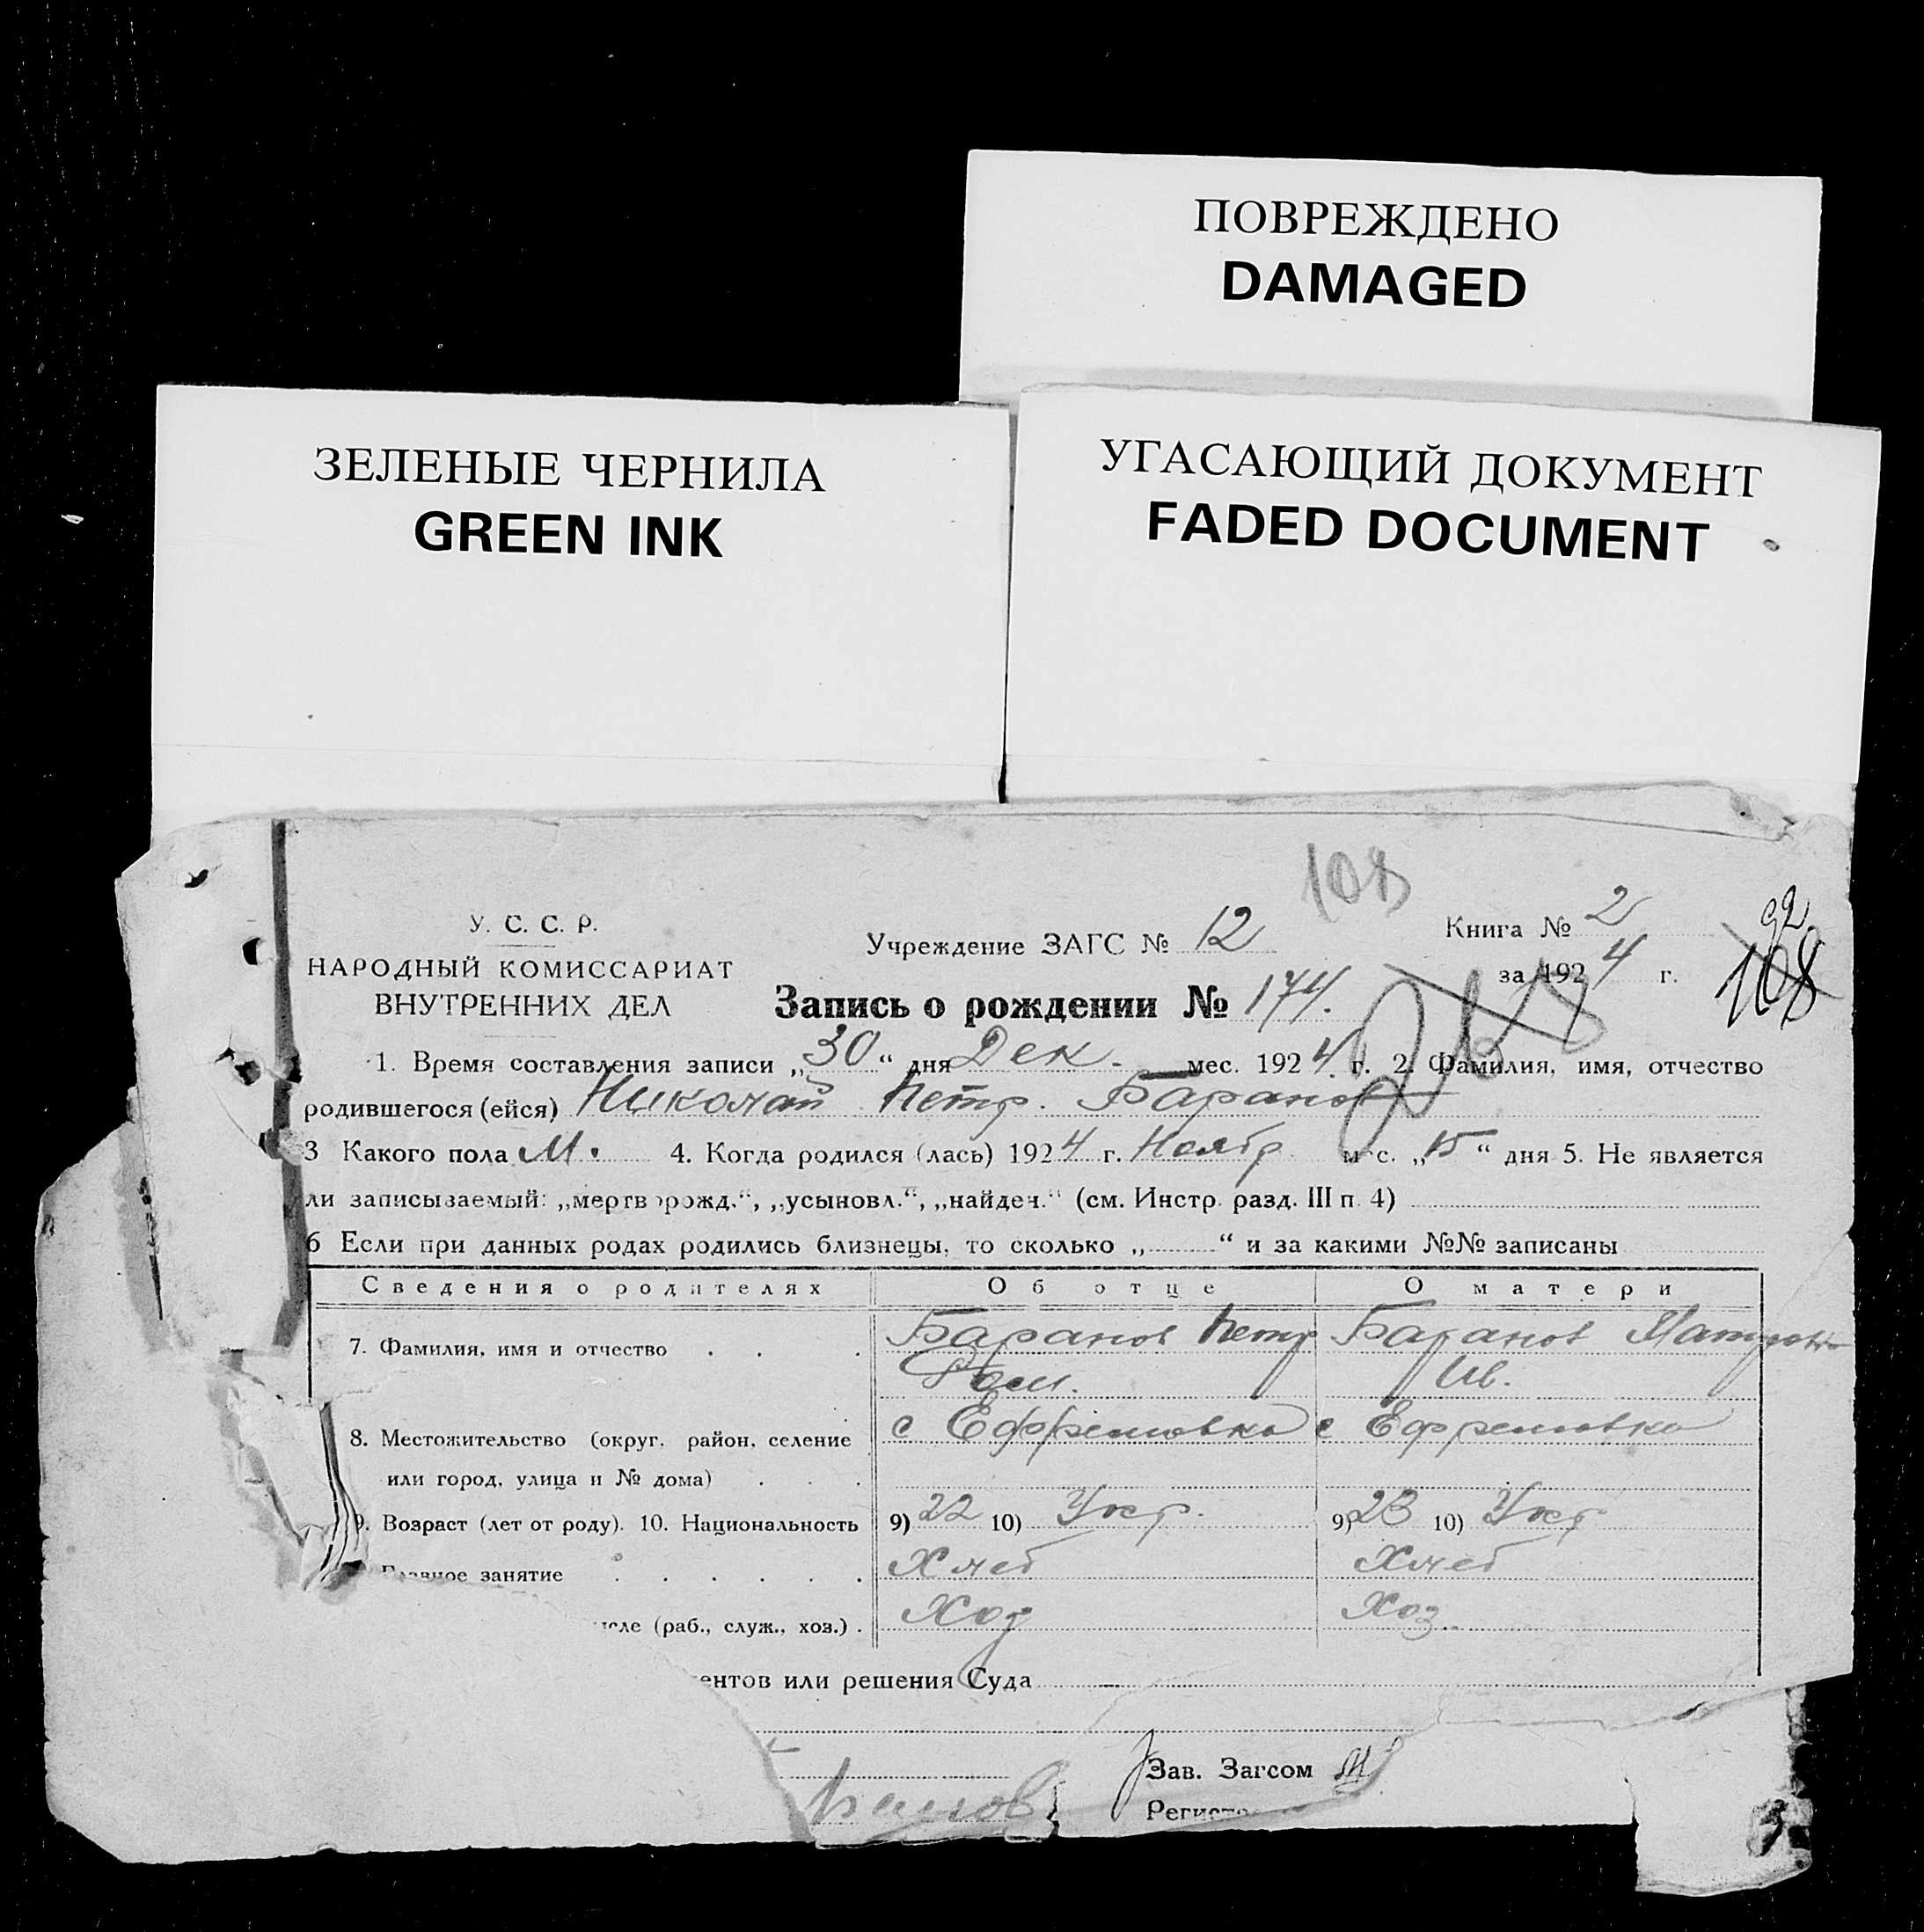 ПОВРЕЖДЕНО
DAMAGED
ЗЕЛЕНЫЕ ЧЕРНИЛА
GREEN INK
УГАСАЮЩИЙ ДОКУМЕНТ
FADED DOCUMENT
108
У. С. С. Р.
НАРОДНЫЙ КОМИССАРИАТ
ВНУТРЕННИХ ДЕЛ
Учреждение ЗАГС № 12
Книга № 2
за 1924 г.
92
108
Запись о рождении № 174.
1. Время составления записи „30“ дня Дек. мес. 1924 г. 2. Фамилия, имя, отчество
родившегося (ейся) Николай Петр. Баранов
3 Какого пола М. 4. Когда родился (лась) 1924 г. Ноябр мес. „15“ дня 5. Не является
ли записываемый: „мертворожд.“, „усыновл.“, „найден.“ (см. Инстр. разд. III п. 4)
6 Если при данных родах родились близнецы, то сколько „ “ и за какими №№ записаны
Сведения о родителях Об отце О матери
7. Фамилия, имя и отчество Баранов Петр Баранов
Ив.
8. Местожительство (округ, район, селение с Ефремовка с Ефремовка
или город, улица и № дома)
9. Возраст (лет от роду). 10. Национальность 9) 22 10) Укр. 9) 23 10) Укр.
Главное занятие Хлеб Хлеб
(раб., служ., хоз.) Хоз Хоз.
ентов или решения Суда —
Зав. Загсом